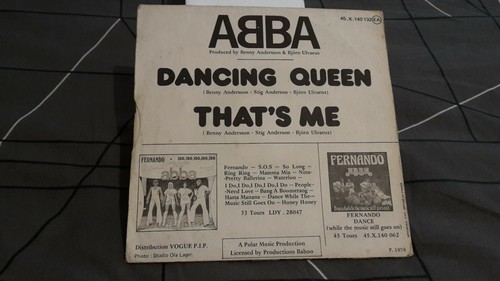 ABBA
45.X.140 132 EA
Produced by Benny Andersson & Björn Ulvaeus
DANCING QUEEN
(Benny Andersson - Stig Anderson - Björn Ulvaeus)
THAT'S ME
(Benny Andersson - Stig Anderson - Björn Ulvaeus)
FERNANDO
abba
Fernando — S.O.S — So Long —
Ring Ring — Mamma Mia — Nina-
-Pretty Ballerina — Waterloo —
I Do,I Do,I Do,I Do,I Do — People-
-Need Love — Bang A Boomerang —
Hasta Manana — Dance While The-
Music Still Goes On — Honey Honey
33 Tours LDY . 28047
FERNANDO
ABBA
FERNANDO
DANCE
(while the music still goes on)
45 Tours 45.X.140 062
Distribution VOGUE P.I.P.
Photo : Studio Ola Lager.
A Polar Music Production
Licensed by Productions Baboo
P. 1976